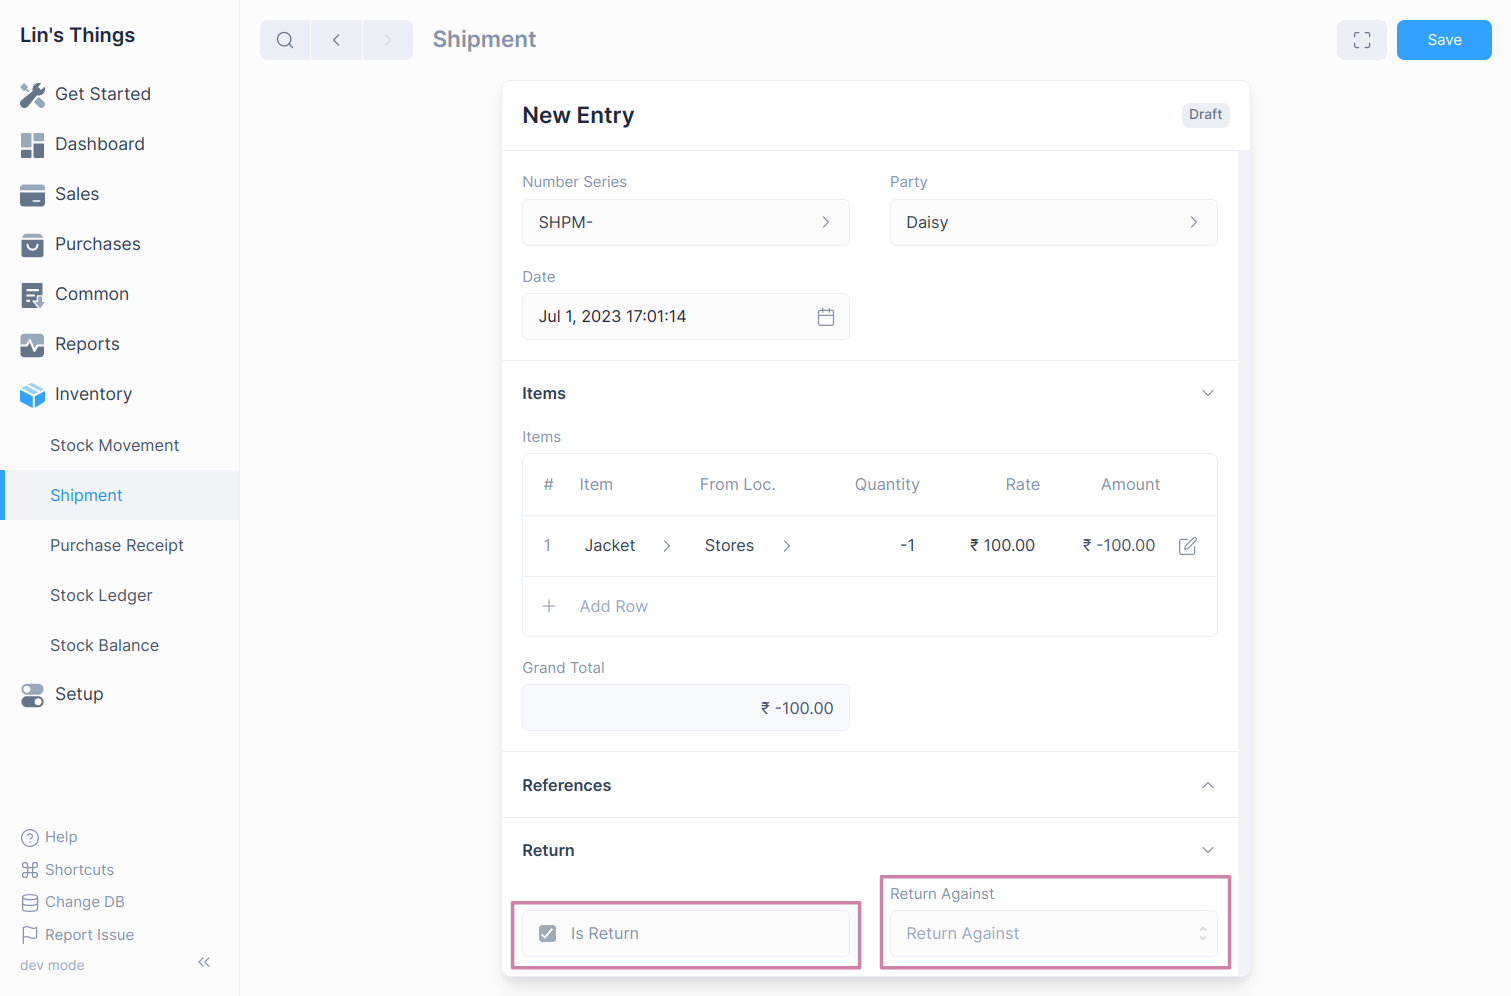 Lin's Things
Get Started
Dashboard
Sales
Purchases
Common
Reports
Inventory
Stock Movement
Shipment
Purchase Receipt
Stock Ledger
Stock Balance
Setup
Help
Shortcuts
Change DB
Report Issue
dev mode
Shipment
Save
New Entry
Draft
Number Series Party
SHPM- Daisy
Date
Jul 1, 2023 17:01:14
Items
Items
# Item From Loc. Quantity Rate Amount
1 Jacket Stores -1 ₹ 100.00 ₹ -100.00
+ Add Row
Grand Total
₹ -100.00
References
Return
Return Against
Is Return Return Against